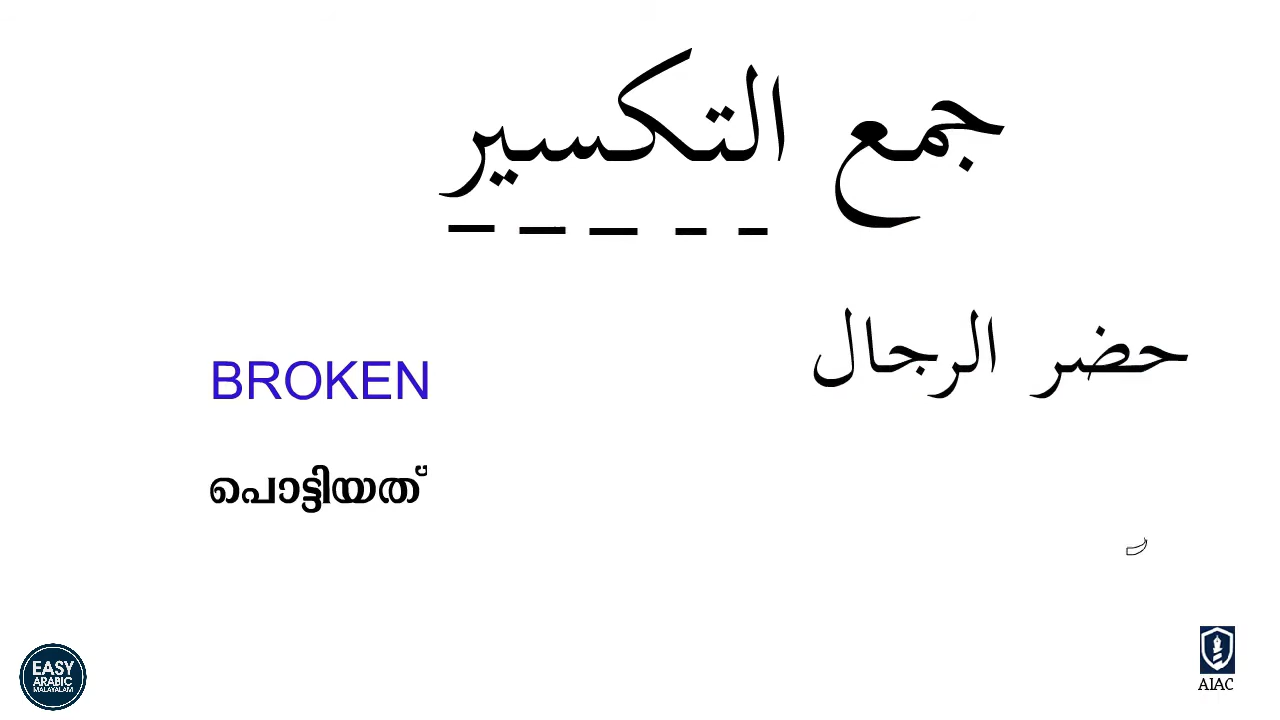 جمع التكسير
حضر الرجال
BROKEN
പൊട്ടിയത്
EASY
ARABIC
MALAYALAM
AIAC